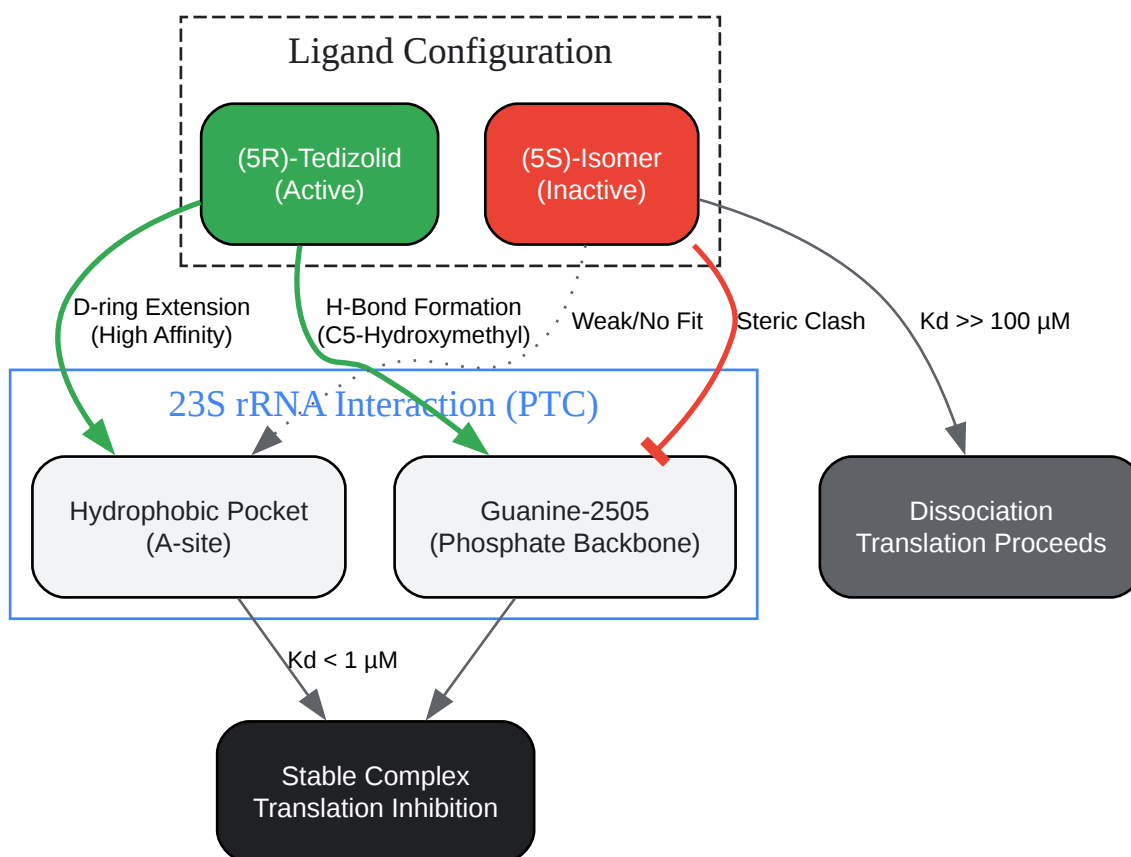 Ligand Configuration
(5R)-Tedizolid
(Active)
(5S)-Isomer
(Inactive)
D-ring Extension
(High Affinity)
H-Bond Formation
(C5-Hydroxymethyl)
Weak/No Fit
Steric Clash
Kd >> 100 µM
23S rRNA Interaction (PTC)
Hydrophobic Pocket
(A-site)
Guanine-2505
(Phosphate Backbone)
Dissociation
Translation Proceeds
Kd < 1 µM
Stable Complex
Translation Inhibition